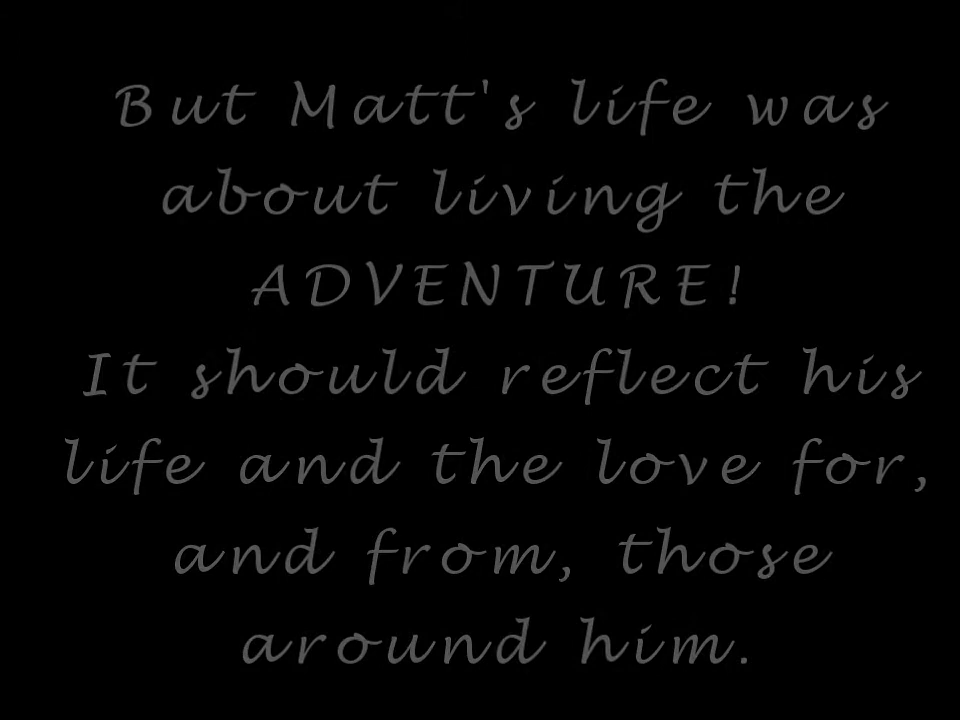 But Matt's life was
about living the
ADVENTURE!
It should reflect his
life and the love for,
and from, those
around him.